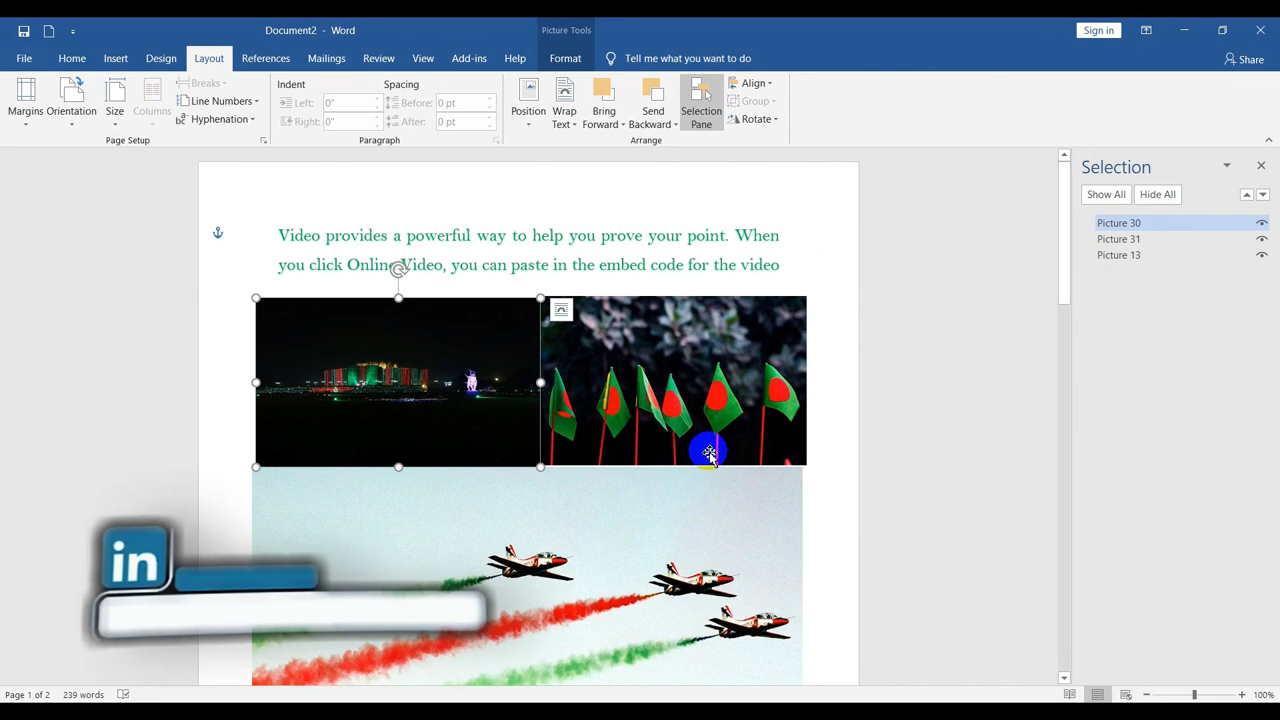 Document2 - Word
Picture Tools
Sign in
File Home Insert Design Layout References Mailings Review View Add-ins Help Format Tell me what you want to do Share
Margins Orientation Size Columns
Breaks
Line Numbers
Hyphenation
Page Setup
Indent
Left: 0"
Right: 0"
Spacing
Before: 0 pt
After: 0 pt
Paragraph
Position
Wrap Text
Bring Forward
Send Backward
Selection Pane
Align
Group
Rotate
Arrange
Selection
Show All Hide All
Picture 30
Picture 31
Picture 13
Video provides a powerful way to help you prove your point. When
you click Online Video, you can paste in the embed code for the video
in
Page 1 of 2 239 words 100%